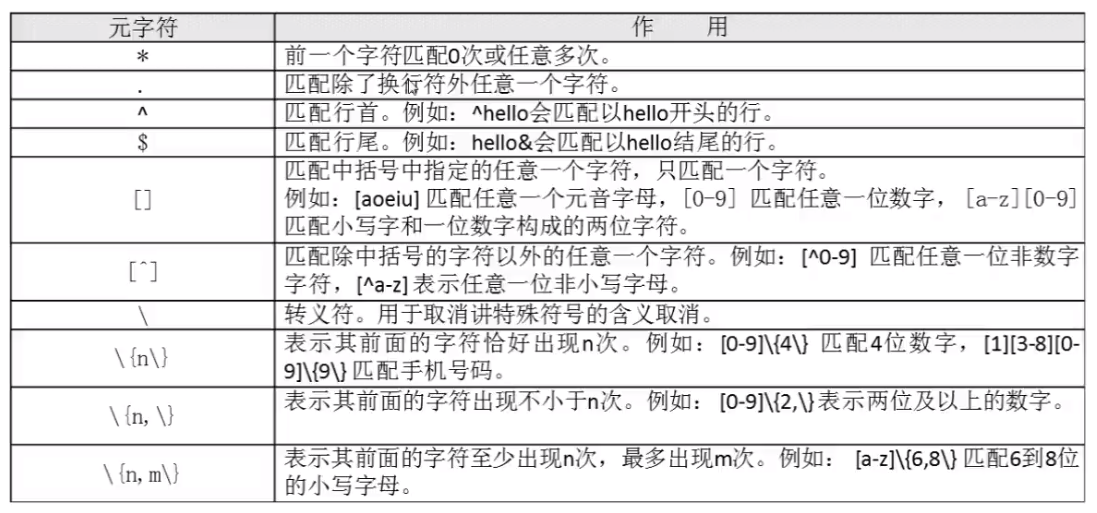 元字符 作 用
* 前一个字符匹配0次或任意多次。
. 匹配除了换行符外任意一个字符。
^ 匹配行首。例如：^hello会匹配以hello开头的行。
$ 匹配行尾。例如：hello&会匹配以hello结尾的行。
[] 匹配中括号中指定的任意一个字符，只匹配一个字符。
例如：[aoeiu] 匹配任意一个元音字母，[0-9] 匹配任意一位数字，[a-z][0-9]
匹配小写字和一位数字构成的两位字符。
[^] 匹配除中括号的字符以外的任意一个字符。例如：[^0-9] 匹配任意一位非数字
字符，[^a-z] 表示任意一位非小写字母。
\ 转义符。用于取消讲特殊符号的含义取消。
\{n\} 表示其前面的字符恰好出现n次。例如：[0-9]\{4\} 匹配4位数字，[1][3-8][0-
9]\{9\} 匹配手机号码。
\{n,\} 表示其前面的字符出现不小于n次。例如：[0-9]\{2,\}表示两位及以上的数字。
\{n,m\} 表示其前面的字符至少出现n次，最多出现m次。例如： [a-z]\{6,8\} 匹配6到8位
的小写字母。